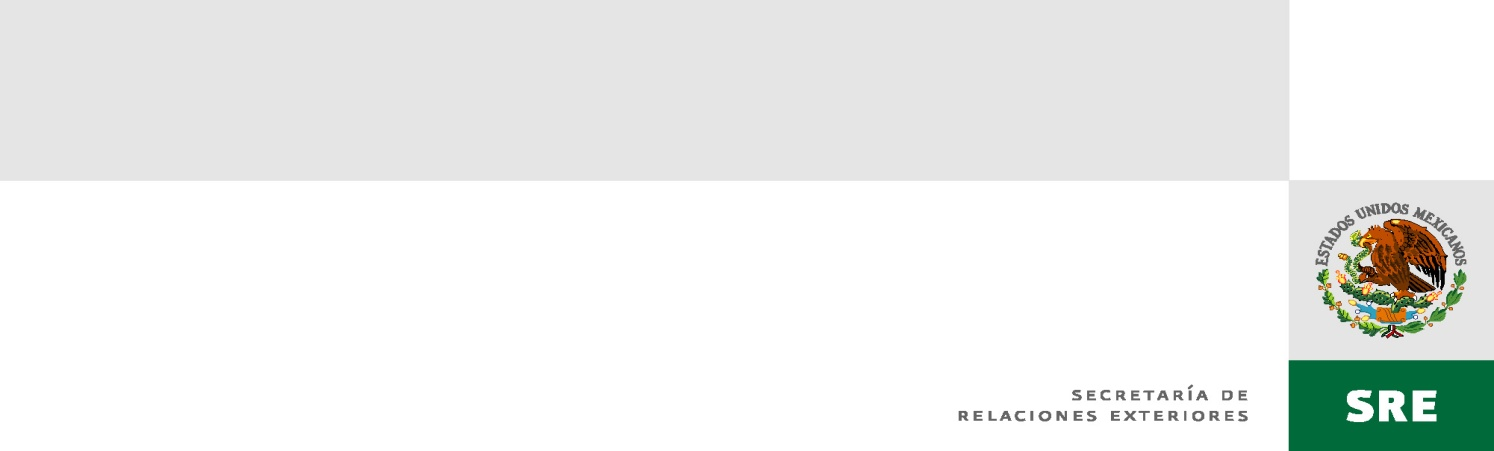 ESTADOS UNIDOS MEXICANOS
SECRETARÍA DE
RELACIONES EXTERIORES
SRE